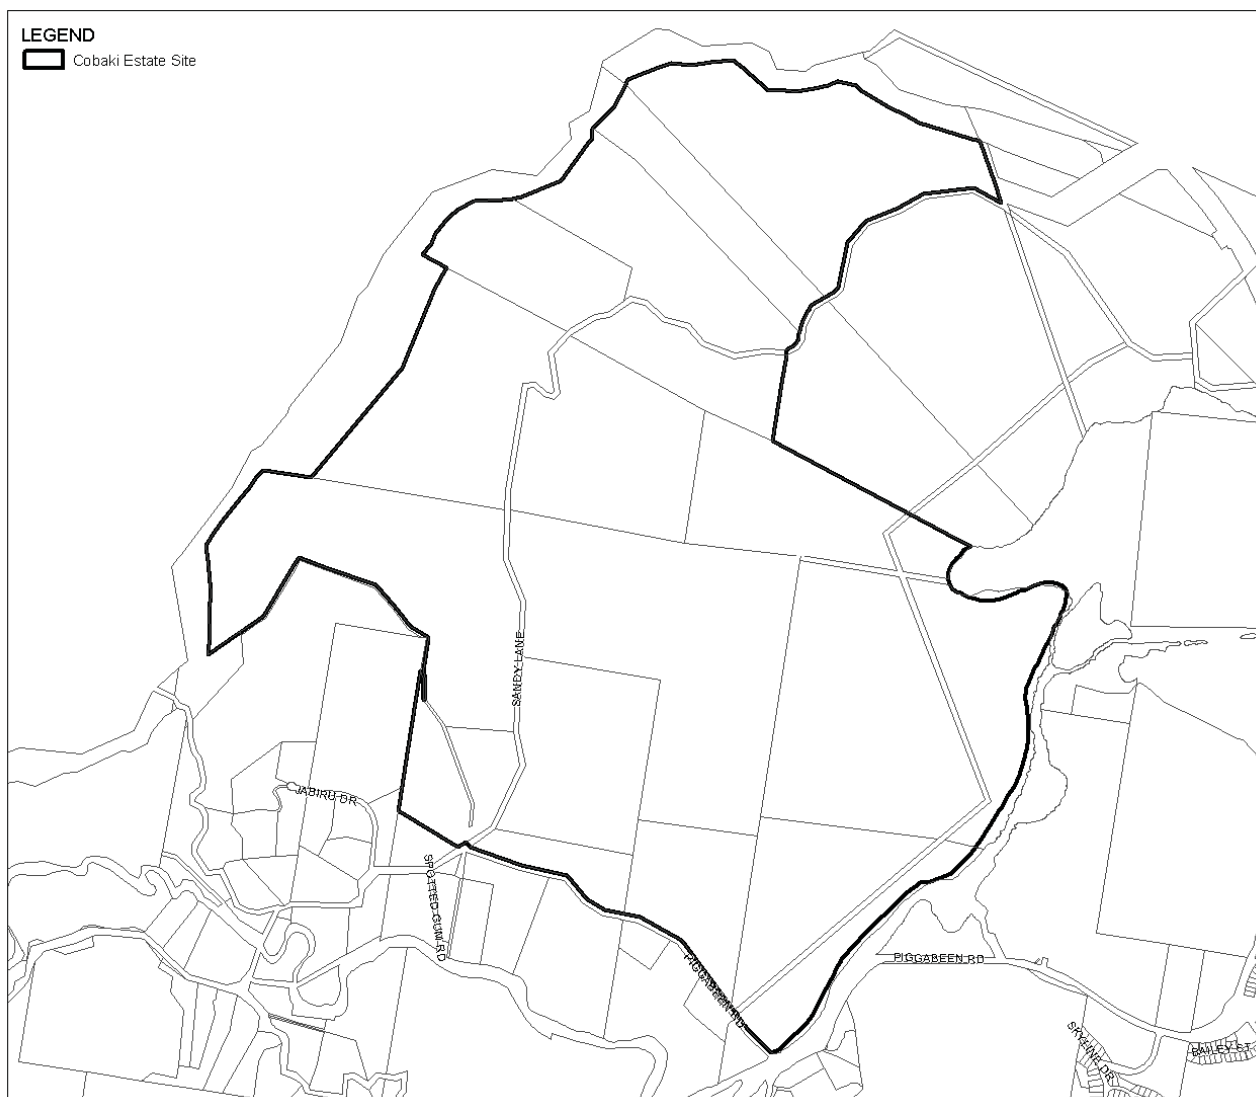 LEGEND
Cobaki Estate Site
SANDY LANE
JABIRU DR
SPOTTED GUM RD
PIGGABEEN RD
PIGGABEEN RD
SKYLINE DR
BAILEY ST